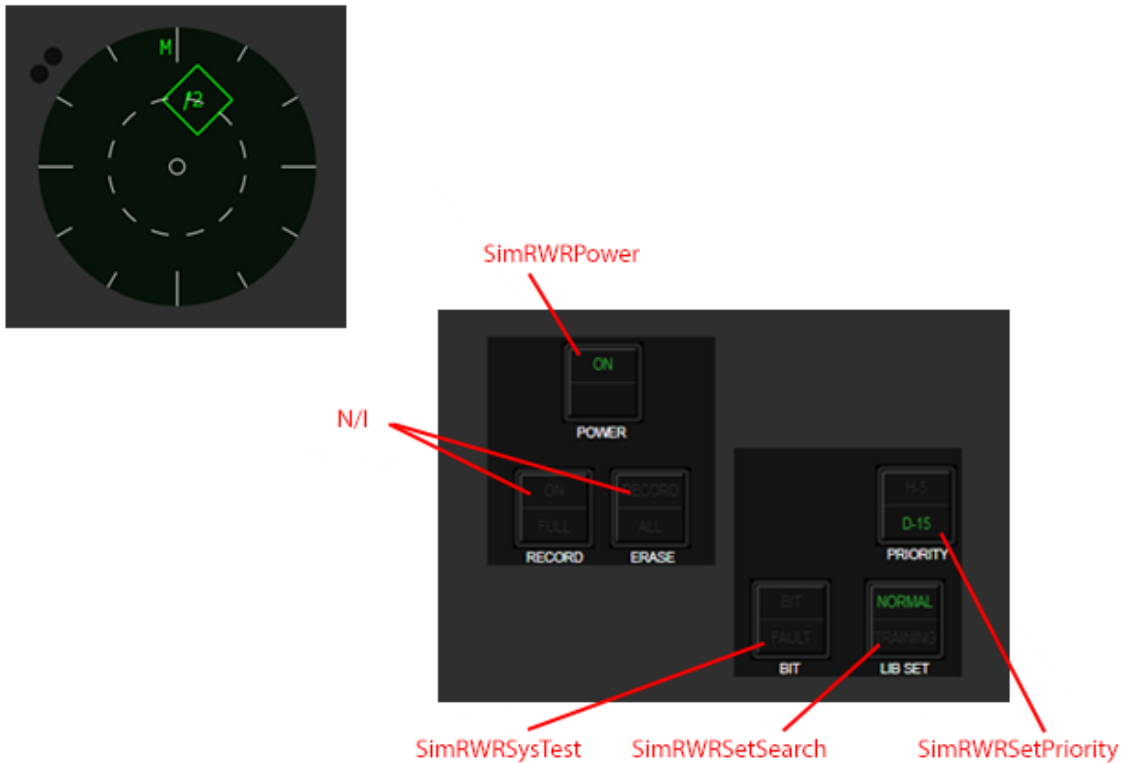 M
12
SimRWRPower
ON
POWER
N/I
ON
FULL
RECORD
RECORD
ALL
ERASE
H-5
D-15
PRIORITY
BIT
FAULT
BIT
NORMAL
TRAINING
LIB SET
SimRWRSysTest
SimRWRSetSearch
SimRWRSetPriority